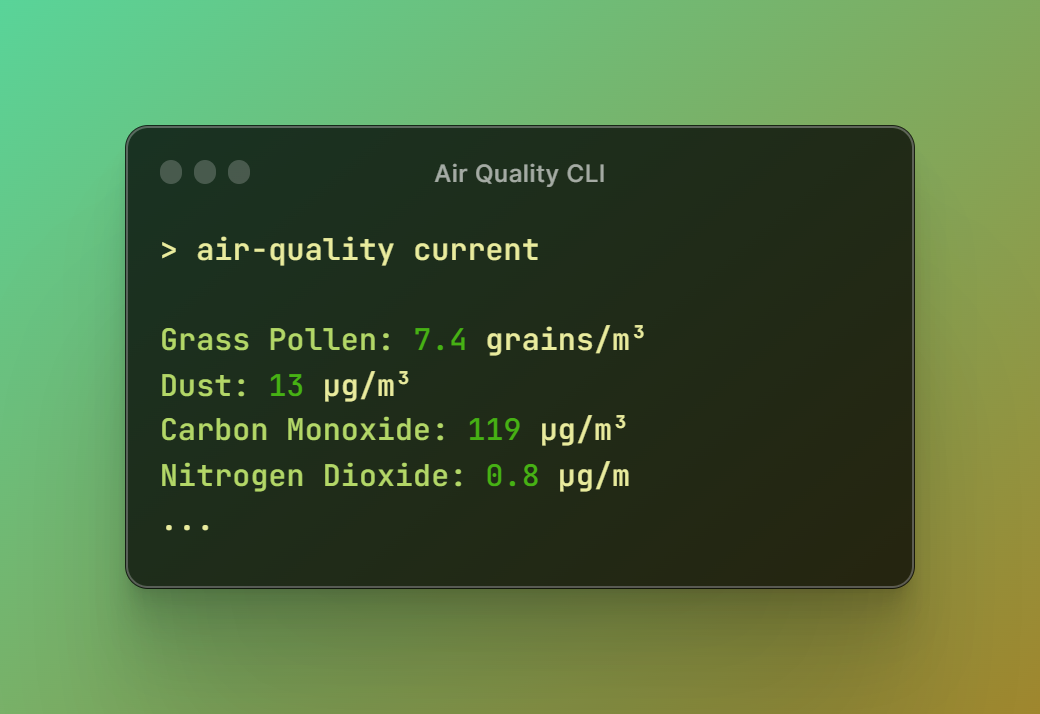 Air Quality CLI
> air-quality current
Grass Pollen: 7.4 grains/m³
Dust: 13 µg/m³
Carbon Monoxide: 119 µg/m³
Nitrogen Dioxide: 0.8 µg/m
...